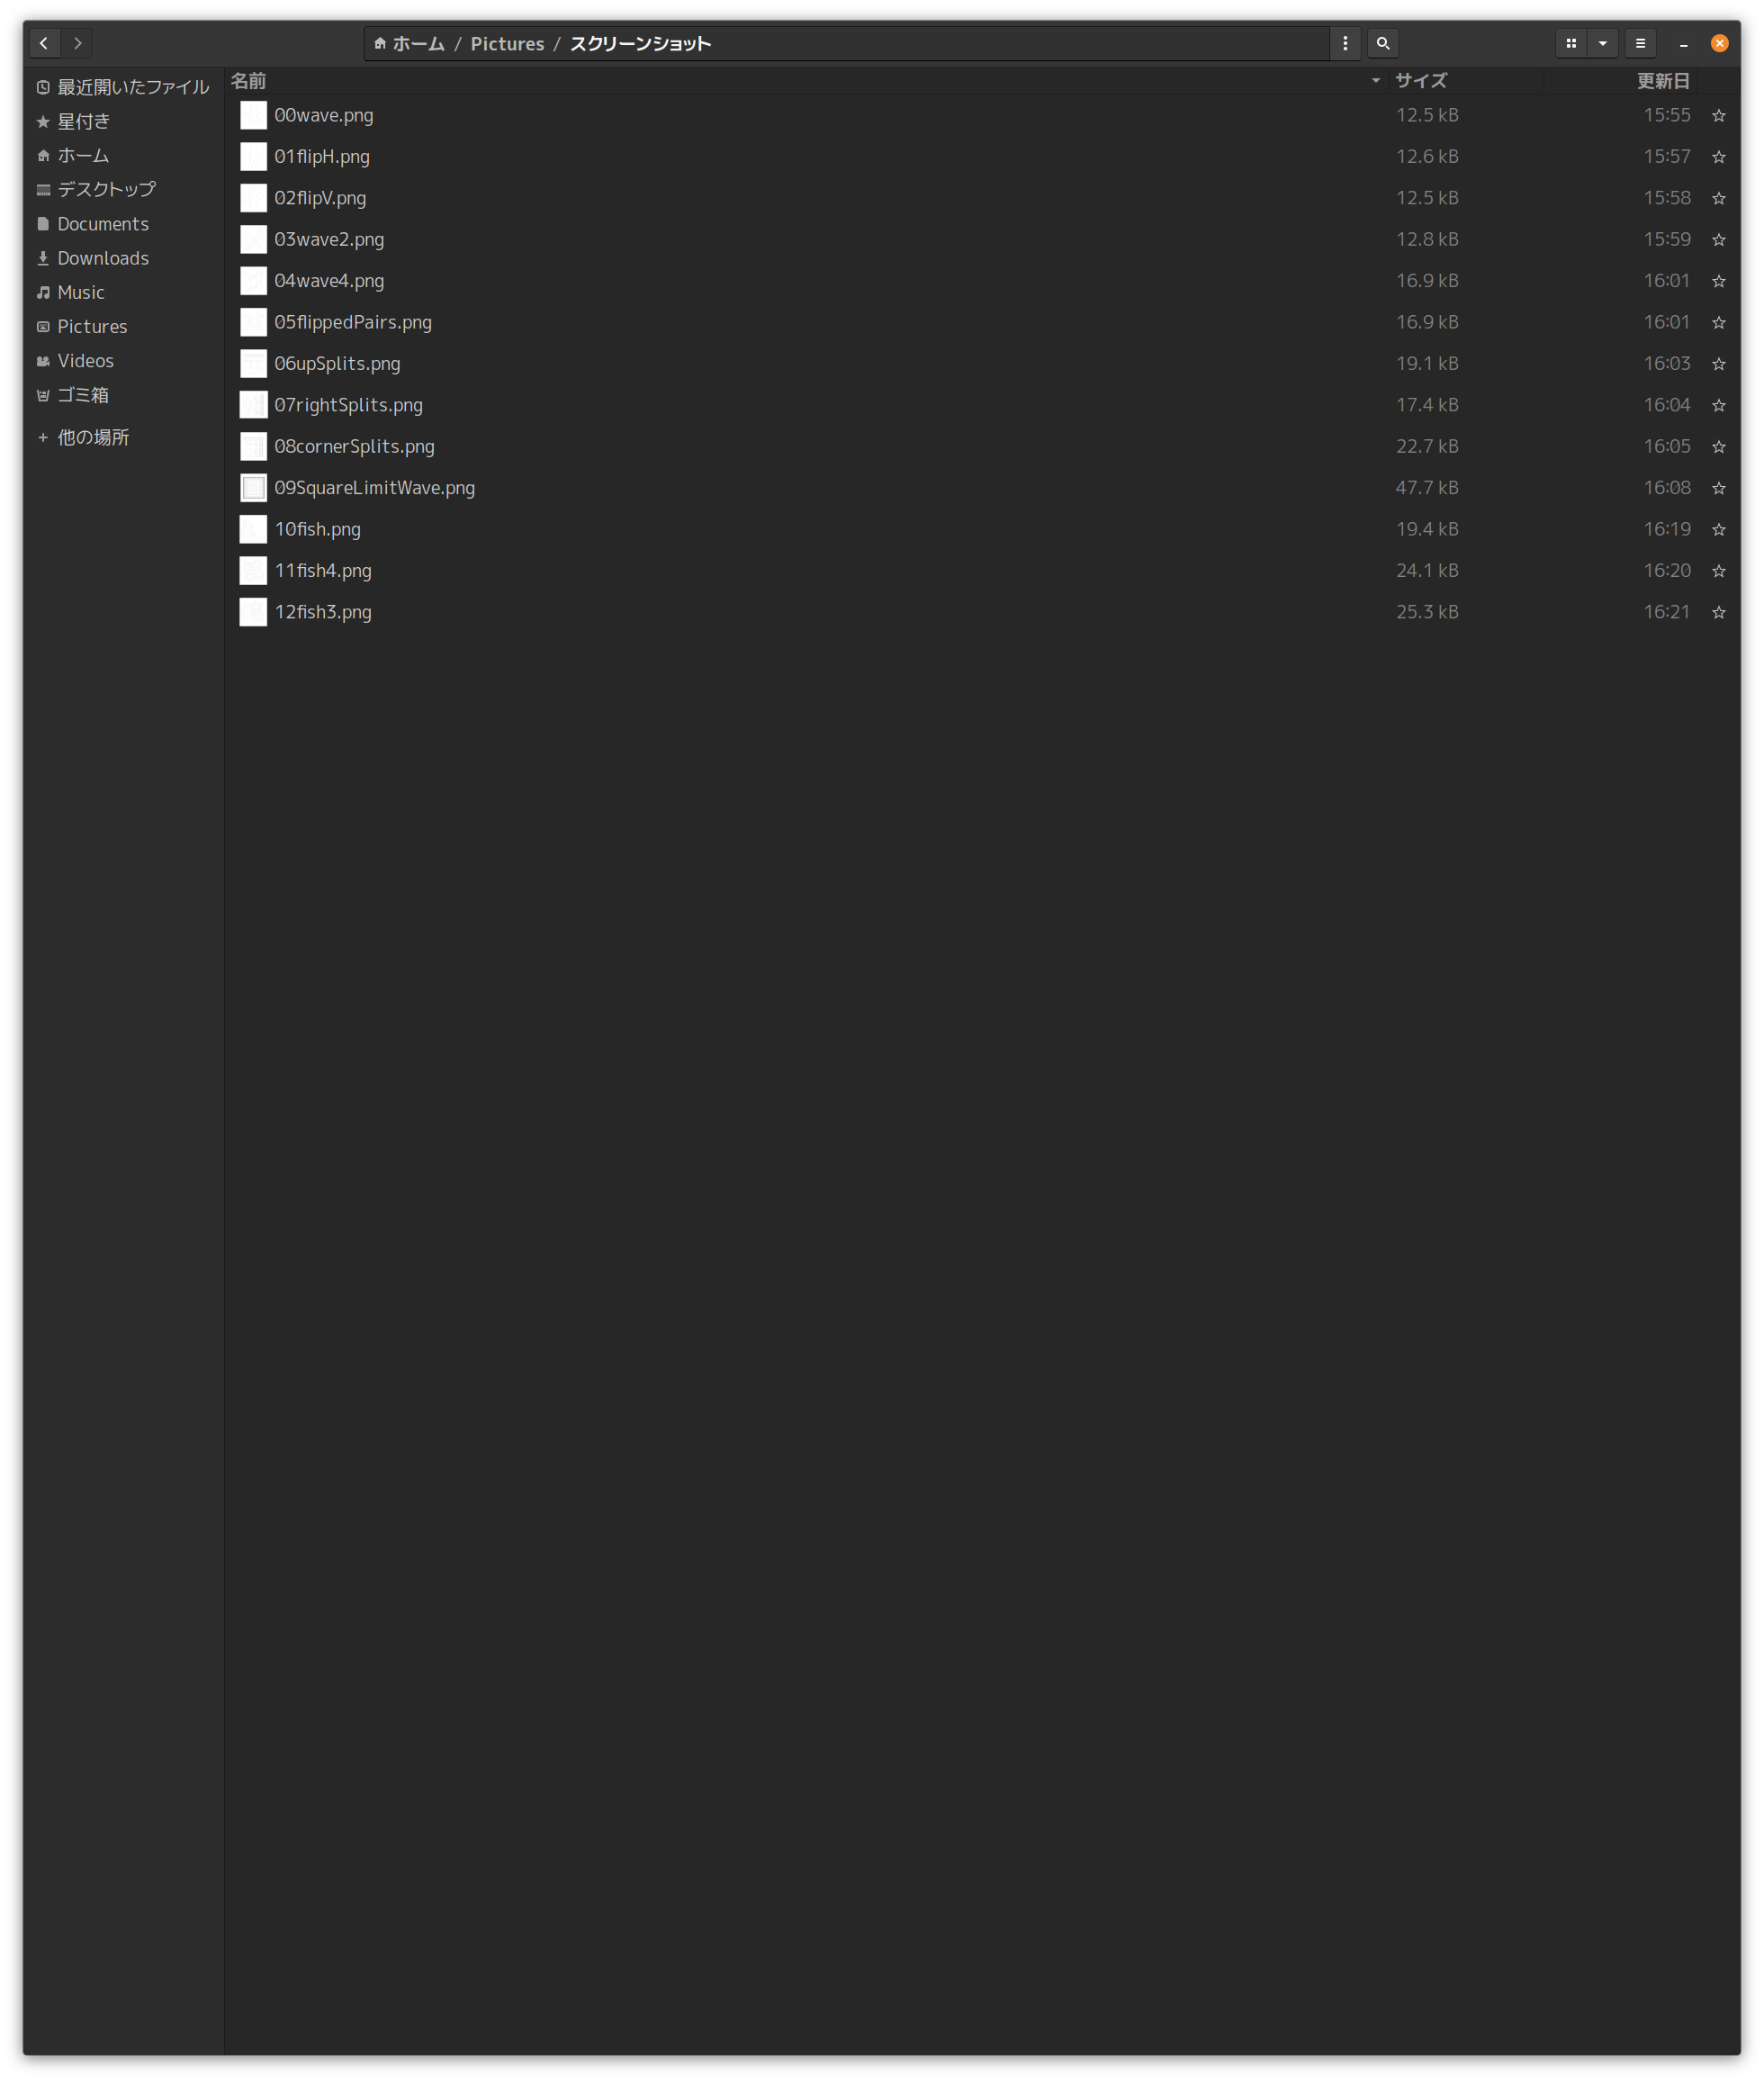 ホーム / Pictures / スクリーンショット
最近開いたファイル
星付き
ホーム
デスクトップ
Documents
Downloads
Music
Pictures
Videos
ゴミ箱
他の場所
名前 サイズ 更新日
00wave.png 12.5 kB 15:55
01flipH.png 12.6 kB 15:57
02flipV.png 12.5 kB 15:58
03wave2.png 12.8 kB 15:59
04wave4.png 16.9 kB 16:01
05flippedPairs.png 16.9 kB 16:01
06upSplits.png 19.1 kB 16:03
07rightSplits.png 17.4 kB 16:04
08cornerSplits.png 22.7 kB 16:05
09SquareLimitWave.png 47.7 kB 16:08
10fish.png 19.4 kB 16:19
11fish4.png 24.1 kB 16:20
12fish3.png 25.3 kB 16:21